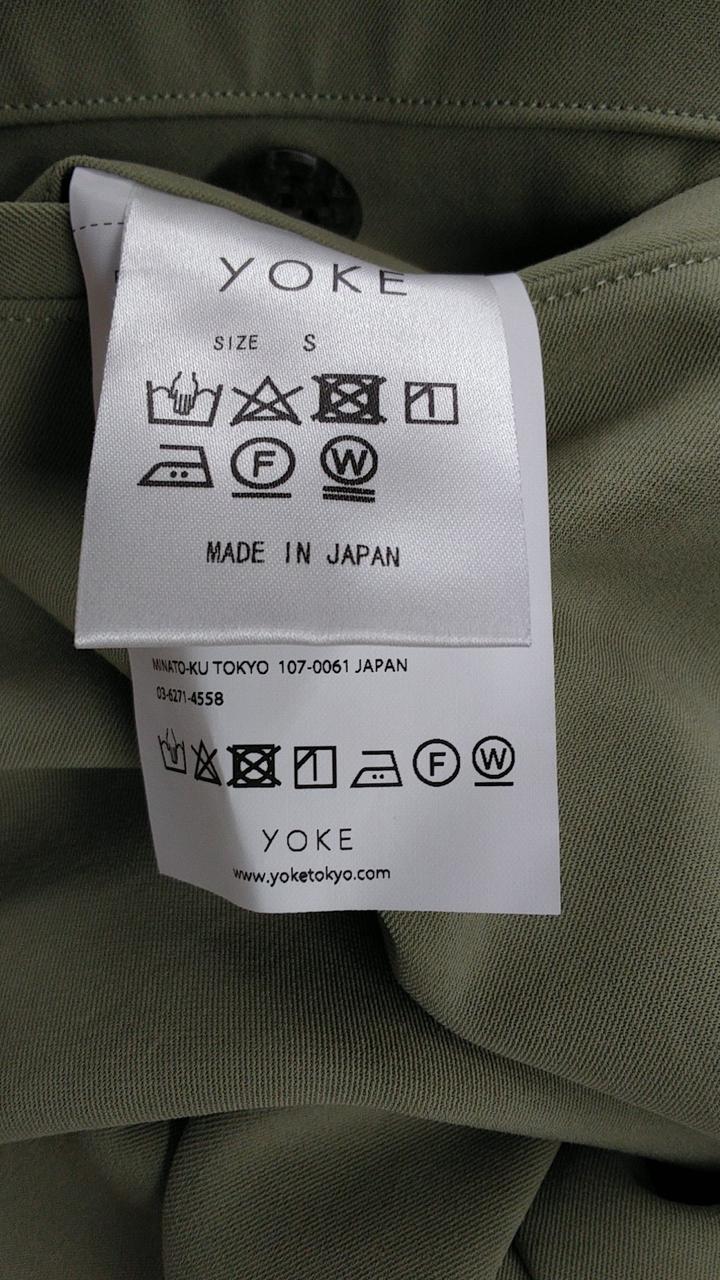 YOKE
SIZE S
F W
MADE IN JAPAN
MINATO-KU TOKYO 107-0061 JAPAN
03-6271-4558
F W
YOKE
www.yoketokyo.com